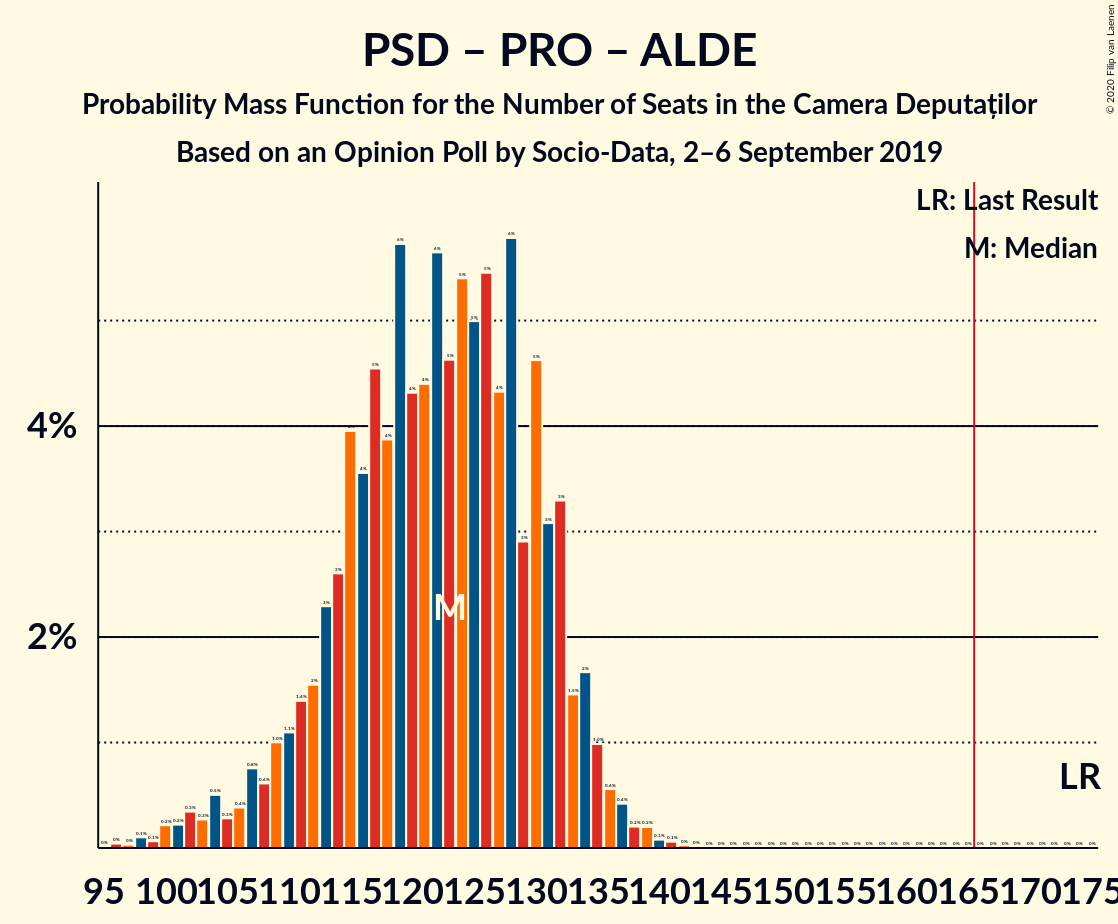 PSD – PRO – ALDE
Probability Mass Function for the Number of Seats in the Camera Deputaților
Based on an Opinion Poll by Socio-Data, 2–6 September 2019
© 2020 Filip van Laenen
LR: Last Result
M: Median
4%
2%
M
LR
95 100 105 110 115 120 125 130 135 140 145 150 155 160 165 170 175